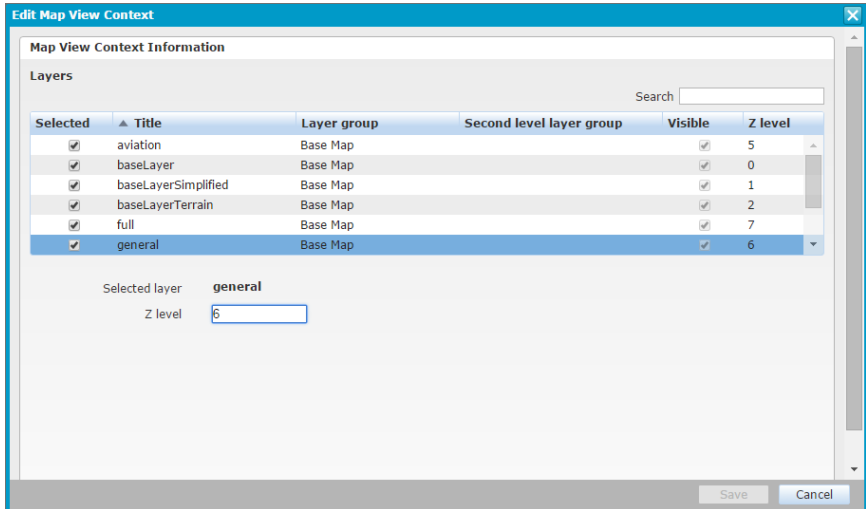 Edit Map View Context
Map View Context Information
Layers
Search
Selected Title Layer group Second level layer group Visible Z level
aviation Base Map 5
baseLayer Base Map 0
baseLayerSimplified Base Map 1
baseLayerTerrain Base Map 2
full Base Map 7
general Base Map 6
Selected layer general
Z level 6
Save Cancel